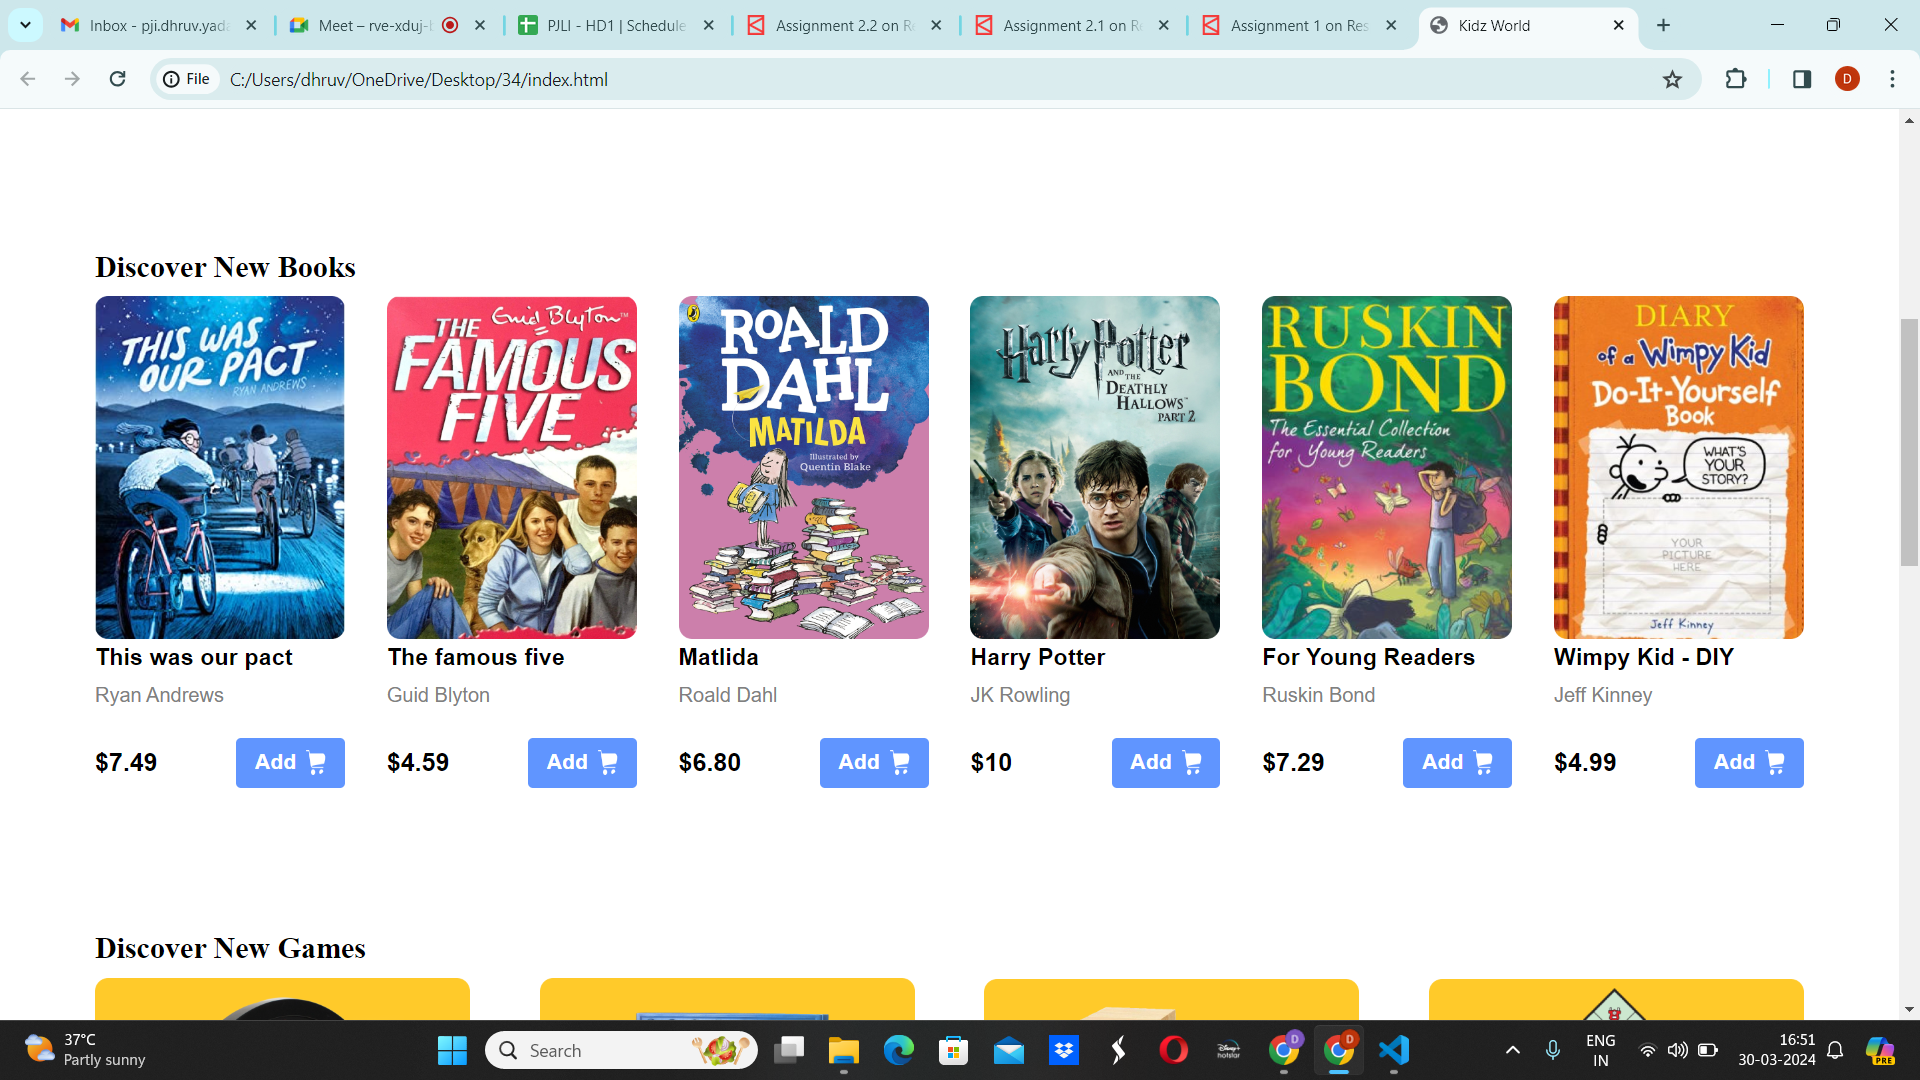 Inbox - pji.dhruv.yada
Meet – rve-xduj-
PJLI - HD1 | Schedule
Assignment 2.2 on R
Assignment 2.1 on R
Assignment 1 on Res
Kidz World
File
C:/Users/dhruv/OneDrive/Desktop/34/index.html
D
Discover New Books
THIS WAS
OUR PACT
RYAN ANDREWS
Enid Blyton™
THE
FAMOUS
FIVE
ROALD
DAHL
MATILDA
Illustrated by
Quentin Blake
Harry Potter
AND THE
DEATHLY
HALLOWS
PART 2
RUSKIN
BOND
The Essential Collection
for Young Readers
DIARY
of a Wimpy Kid
Do-It-Yourself
Book
WHAT'S
YOUR
STORY?
YOUR
PICTURE
HERE
Jeff Kinney
This was our pact
The famous five
Matlida
Harry Potter
For Young Readers
Wimpy Kid - DIY
Ryan Andrews
Guid Blyton
Roald Dahl
JK Rowling
Ruskin Bond
Jeff Kinney
$7.49 Add
$4.59 Add
$6.80 Add
$10 Add
$7.29 Add
$4.99 Add
Discover New Games
37°C
Partly sunny
Search
Disney+
hotstar
D
D
ENG
IN
16:51
30-03-2024
PRE